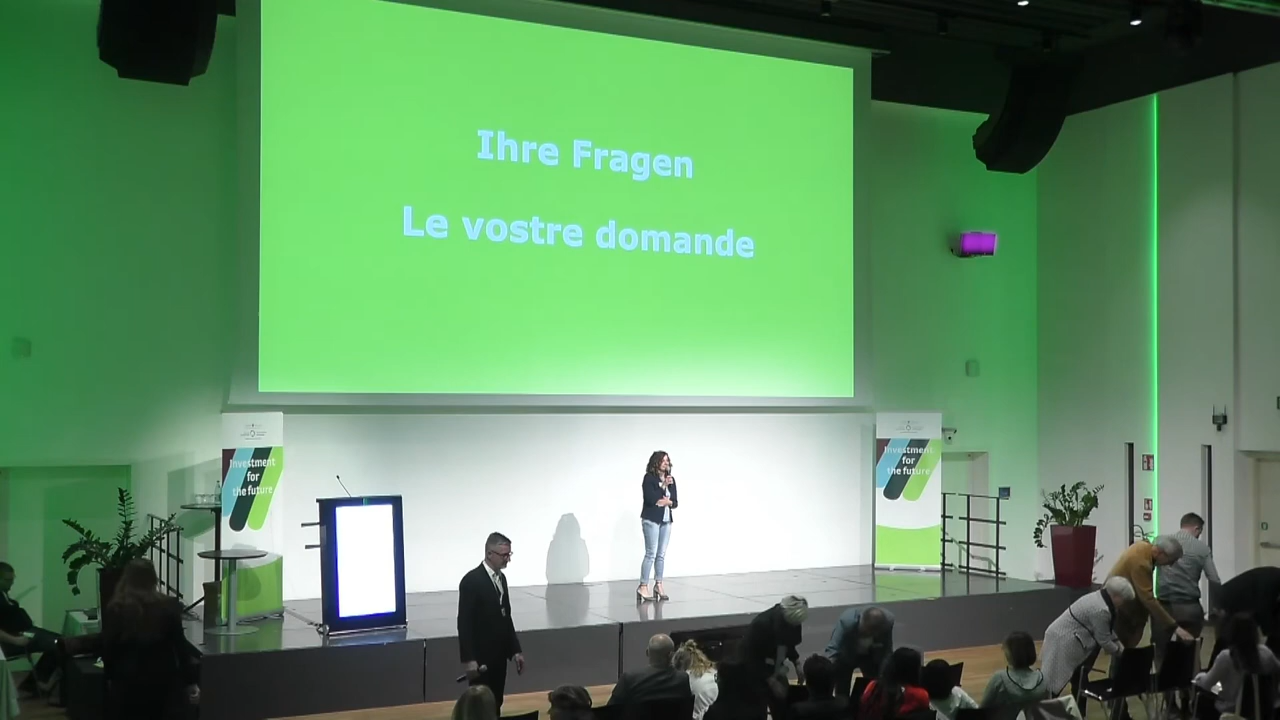 Ihre Fragen
Le vostre domande
Investment
for
the future
Investment
for
the future